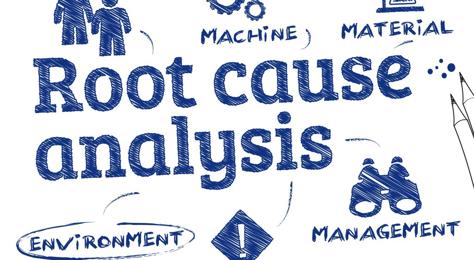 MACHINE
MATERIAL
Root cause
analysis
ENVIRONMENT
!
MANAGEMENT